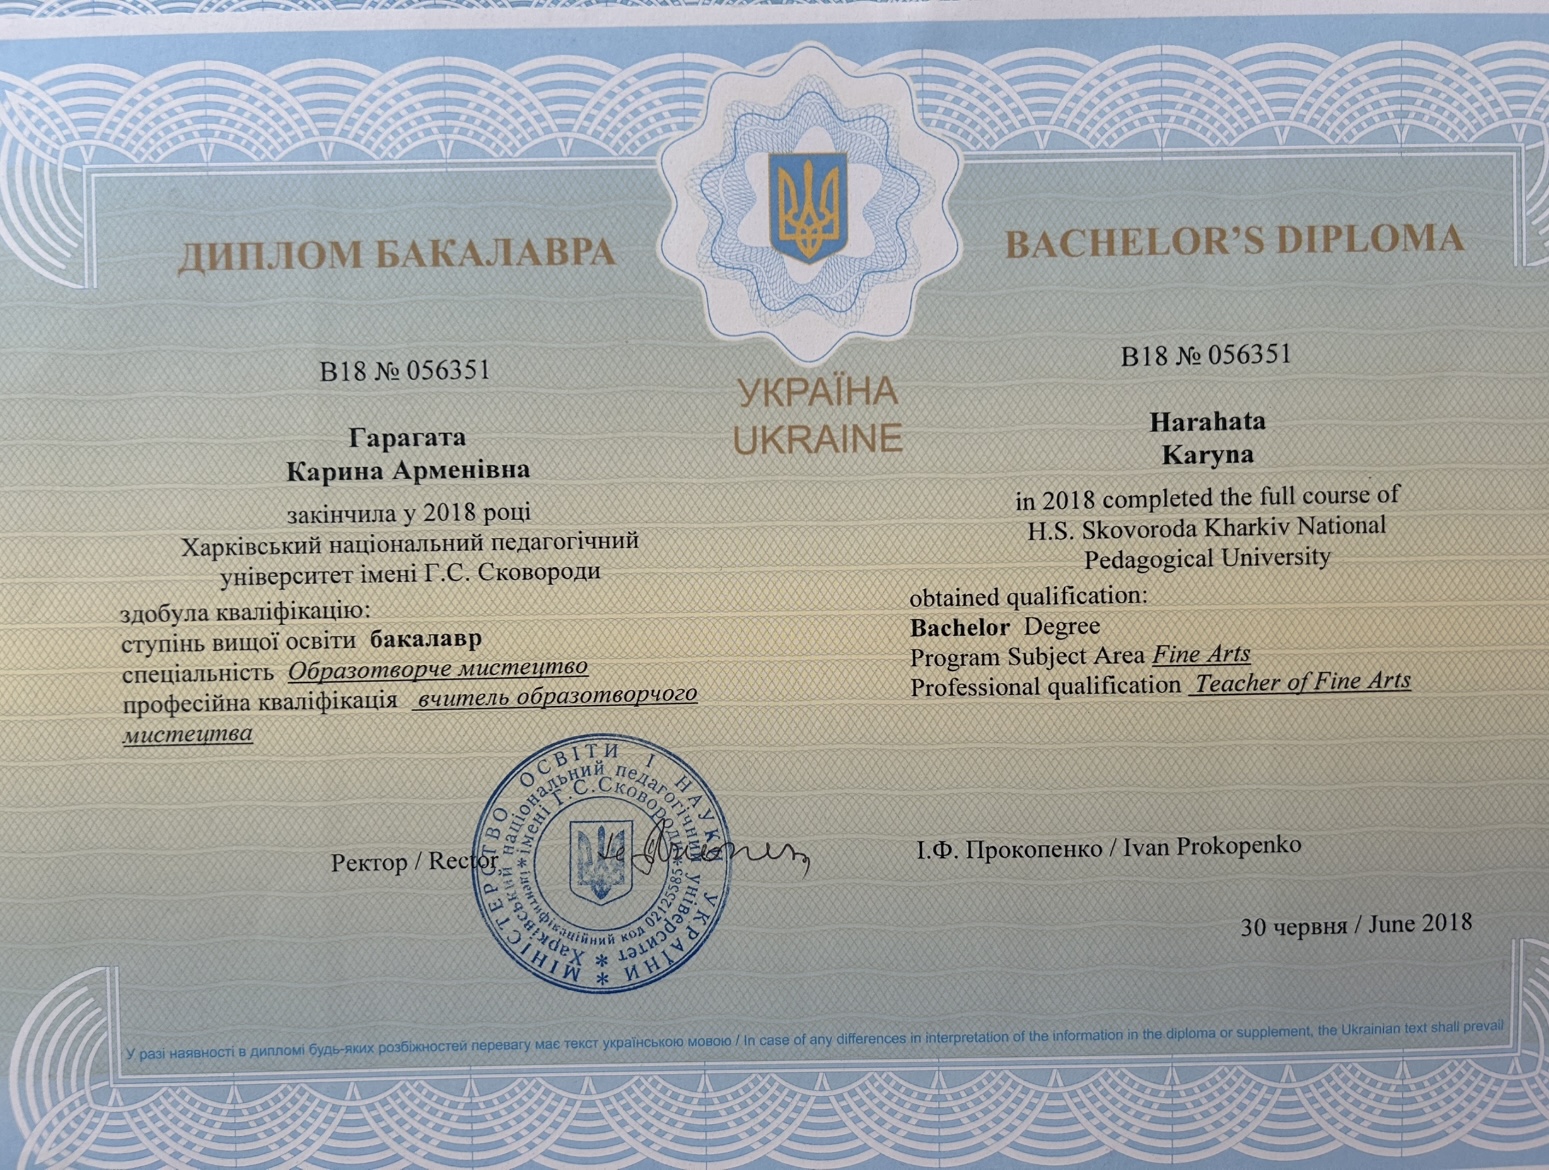 ДИПЛОМ БАКАЛАВРА
В18 № 056351
Гарагата
Карина Арменівна
закінчила у 2018 році
Харківський національний педагогічний
університет імені Г.С. Сковороди
здобула кваліфікацію:
ступінь вищої освіти бакалавр
спеціальність Образотворче мистецтво
професійна кваліфікація вчитель образотворчого
мистецтва
УКРАЇНА
UKRAINE
BACHELOR'S DIPLOMA
B18 № 056351
Harahata
Karyna
in 2018 completed the full course of
H.S. Skovoroda Kharkiv National
Pedagogical University
obtained qualification:
Bachelor Degree
Program Subject Area Fine Arts
Professional qualification Teacher of Fine Arts
Ректор / Rector
МІНІСТЕРСТВО ОСВІТИ І НАУКИ УКРАЇНИ *
Харківський національний педагогічний університет *
імені Г.С.Сковороди
* ідентифікаційний код 02125585 *
І.Ф. Прокопенко / Ivan Prokopenko
30 червня / June 2018
У разі наявності в дипломі будь-яких розбіжностей перевагу має текст українською мовою / In case of any differences in interpretation of the information in the diploma or supplement, the Ukrainian text shall prevail